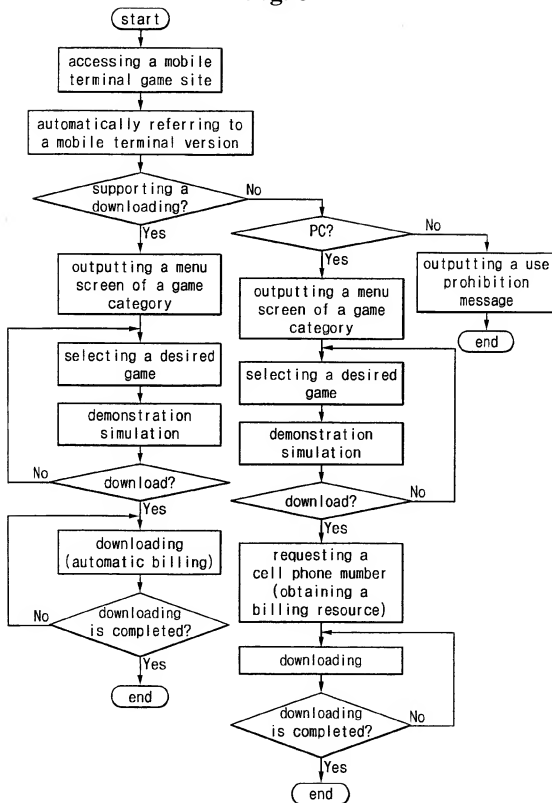 start
accessing a mobile
terminal game site
automatically referring to
a mobile terminal version
supporting a
downloading?
No
Yes
outputting a menu
screen of a game
category
selecting a desired
game
demonstration
simulation
No
download?
Yes
downloading
(automatic billing)
No
downloading
is completed?
Yes
end
PC?
No
Yes
outputting a use
prohibition
message
end
outputting a menu
screen of a game
category
selecting a desired
game
demonstration
simulation
download?
No
Yes
requesting a
cell phone mumber
(obtaining a
billing resource)
downloading
downloading
is completed?
No
Yes
end